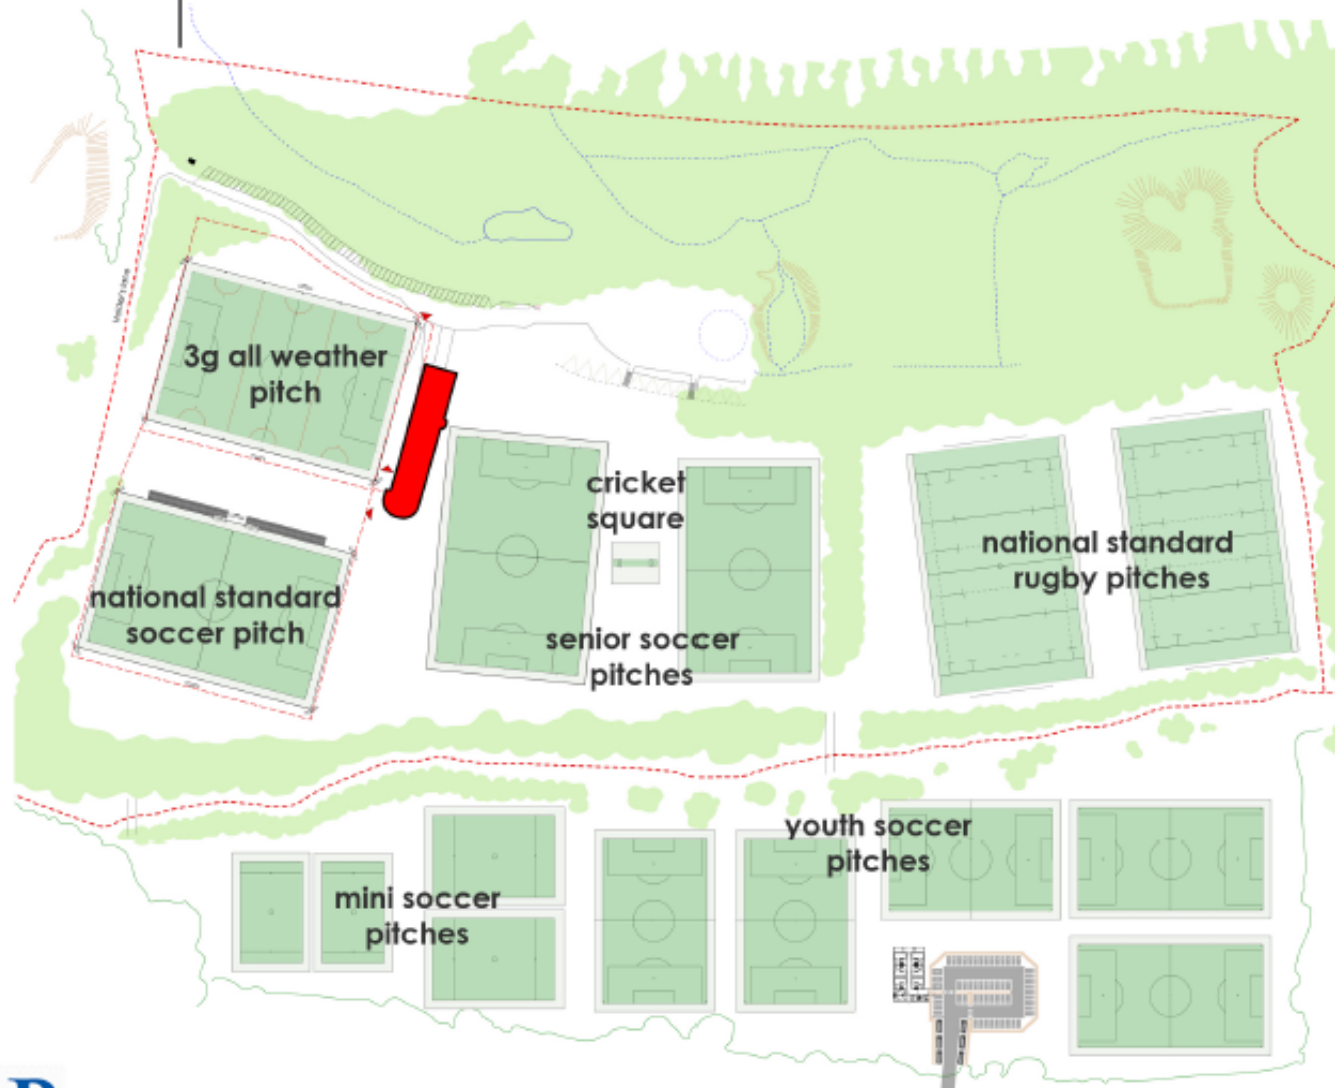 3g all weather
pitch
cricket
square
national standard
rugby pitches
national standard
soccer pitch
senior soccer
pitches
youth soccer
pitches
mini soccer
pitches